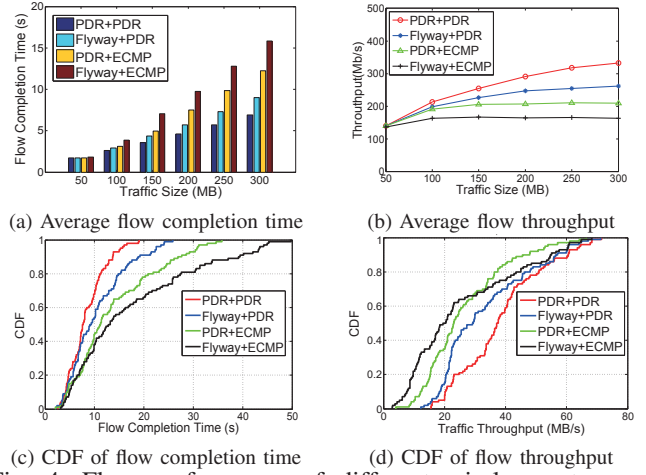 20
15
10
5
0
Flow Completion Time (s)
PDR+PDR
Flyway+PDR
PDR+ECMP
Flyway+ECMP
50 100 150 200 250 300
Traffic Size (MB)
(a) Average flow completion time
500
400
300
200
100
0
Throuthput(Mb/s)
PDR+PDR
Flyway+PDR
PDR+ECMP
Flyway+ECMP
50 100 150 200 250 300
Traffic Size (MB)
(b) Average flow throughput
1
0.8
0.6
0.4
0.2
0
CDF
PDR+PDR
Flyway+PDR
PDR+ECMP
Flyway+ECMP
0 10 20 30 40 50
Flow Completion Time (s)
(c) CDF of flow completion time
1
0.8
0.6
0.4
0.2
0
CDF
PDR+PDR
Flyway+PDR
PDR+ECMP
Flyway+ECMP
0 20 40 60 80
Traffic Throughput (MB/s)
(d) CDF of flow throughput